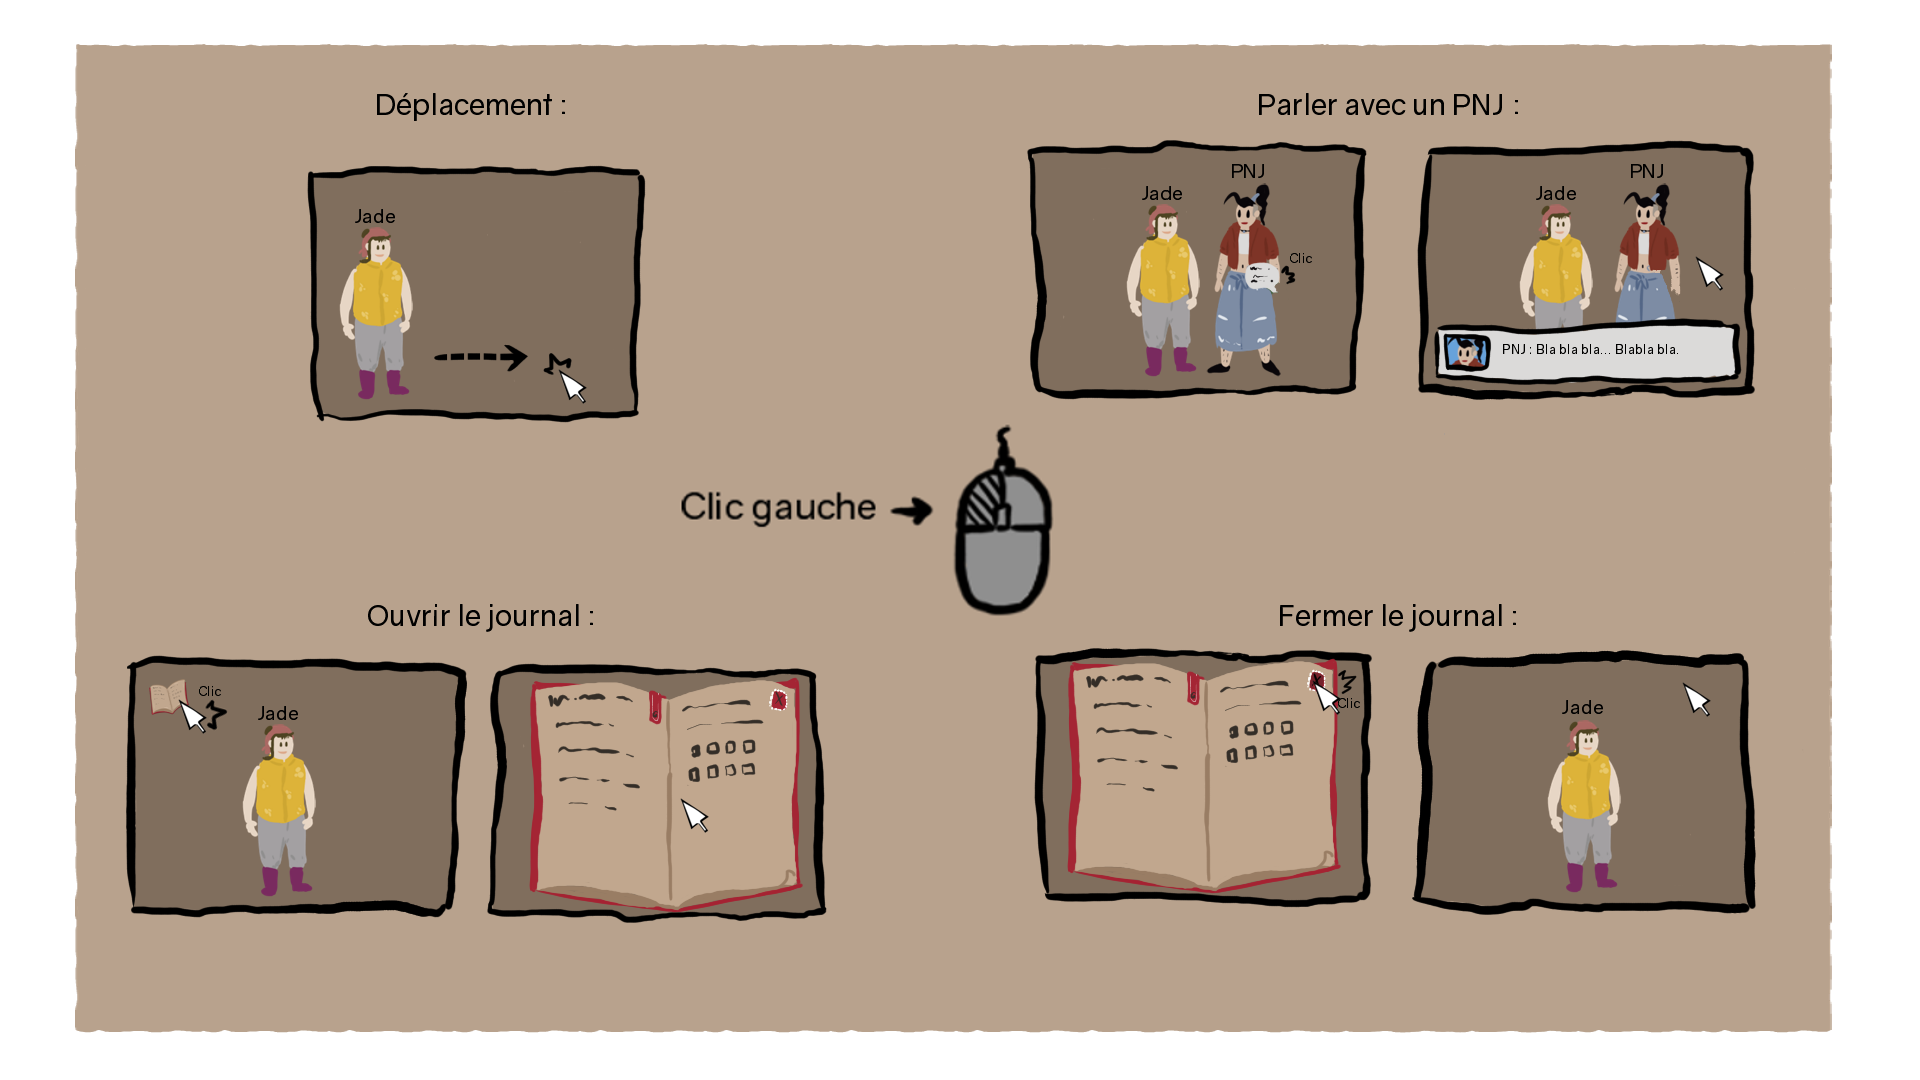 Déplacement :
Jade
Parler avec un PNJ :
Jade
PNJ
Clic
Jade
PNJ
PNJ : Bla bla bla... Blabla bla.
Clic gauche
Ouvrir le journal :
Clic
Jade
Fermer le journal :
Clic
Jade